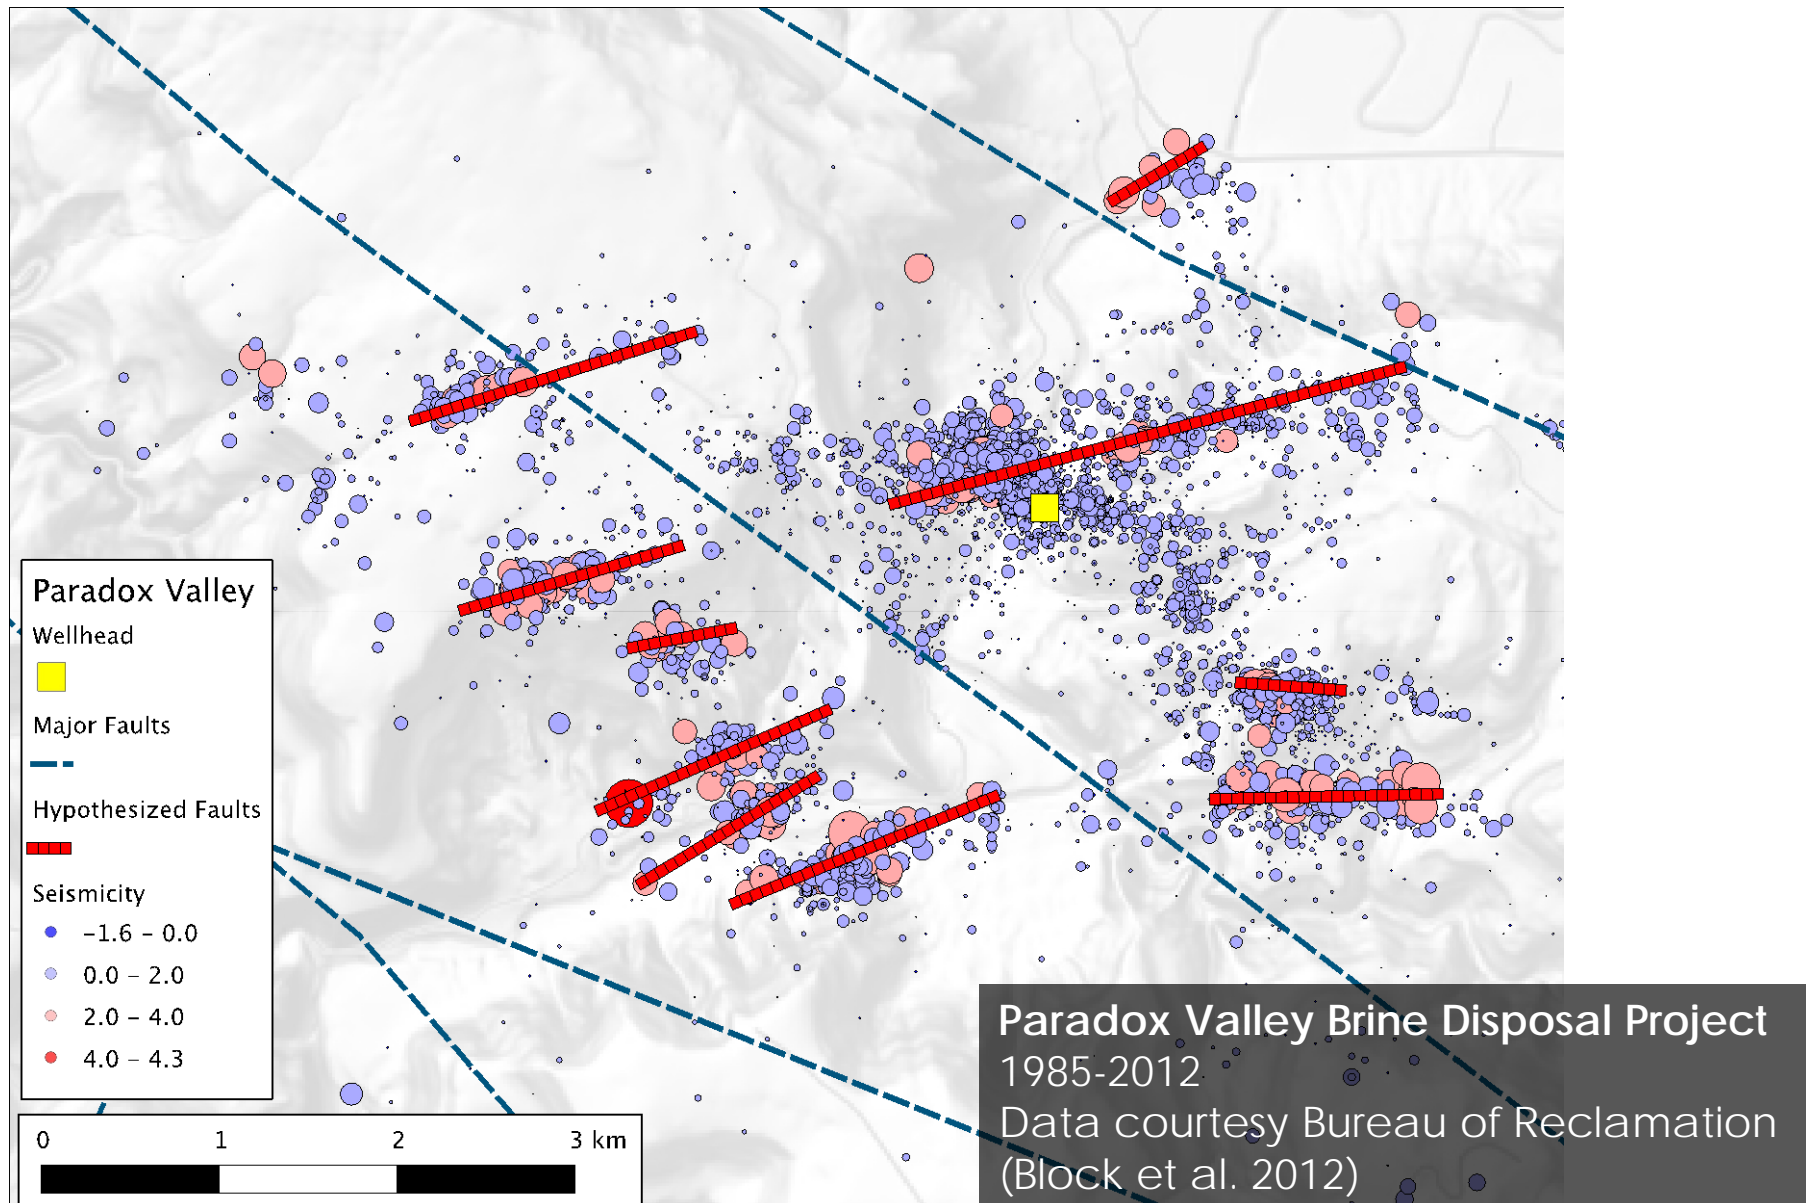 Paradox Valley
Wellhead
Major Faults
Hypothesized Faults
Seismicity
−1.6 – 0.0
0.0 – 2.0
2.0 – 4.0
4.0 – 4.3
0 1 2 3 km
Paradox Valley Brine Disposal Project
1985-2012
Data courtesy Bureau of Reclamation
(Block et al. 2012)